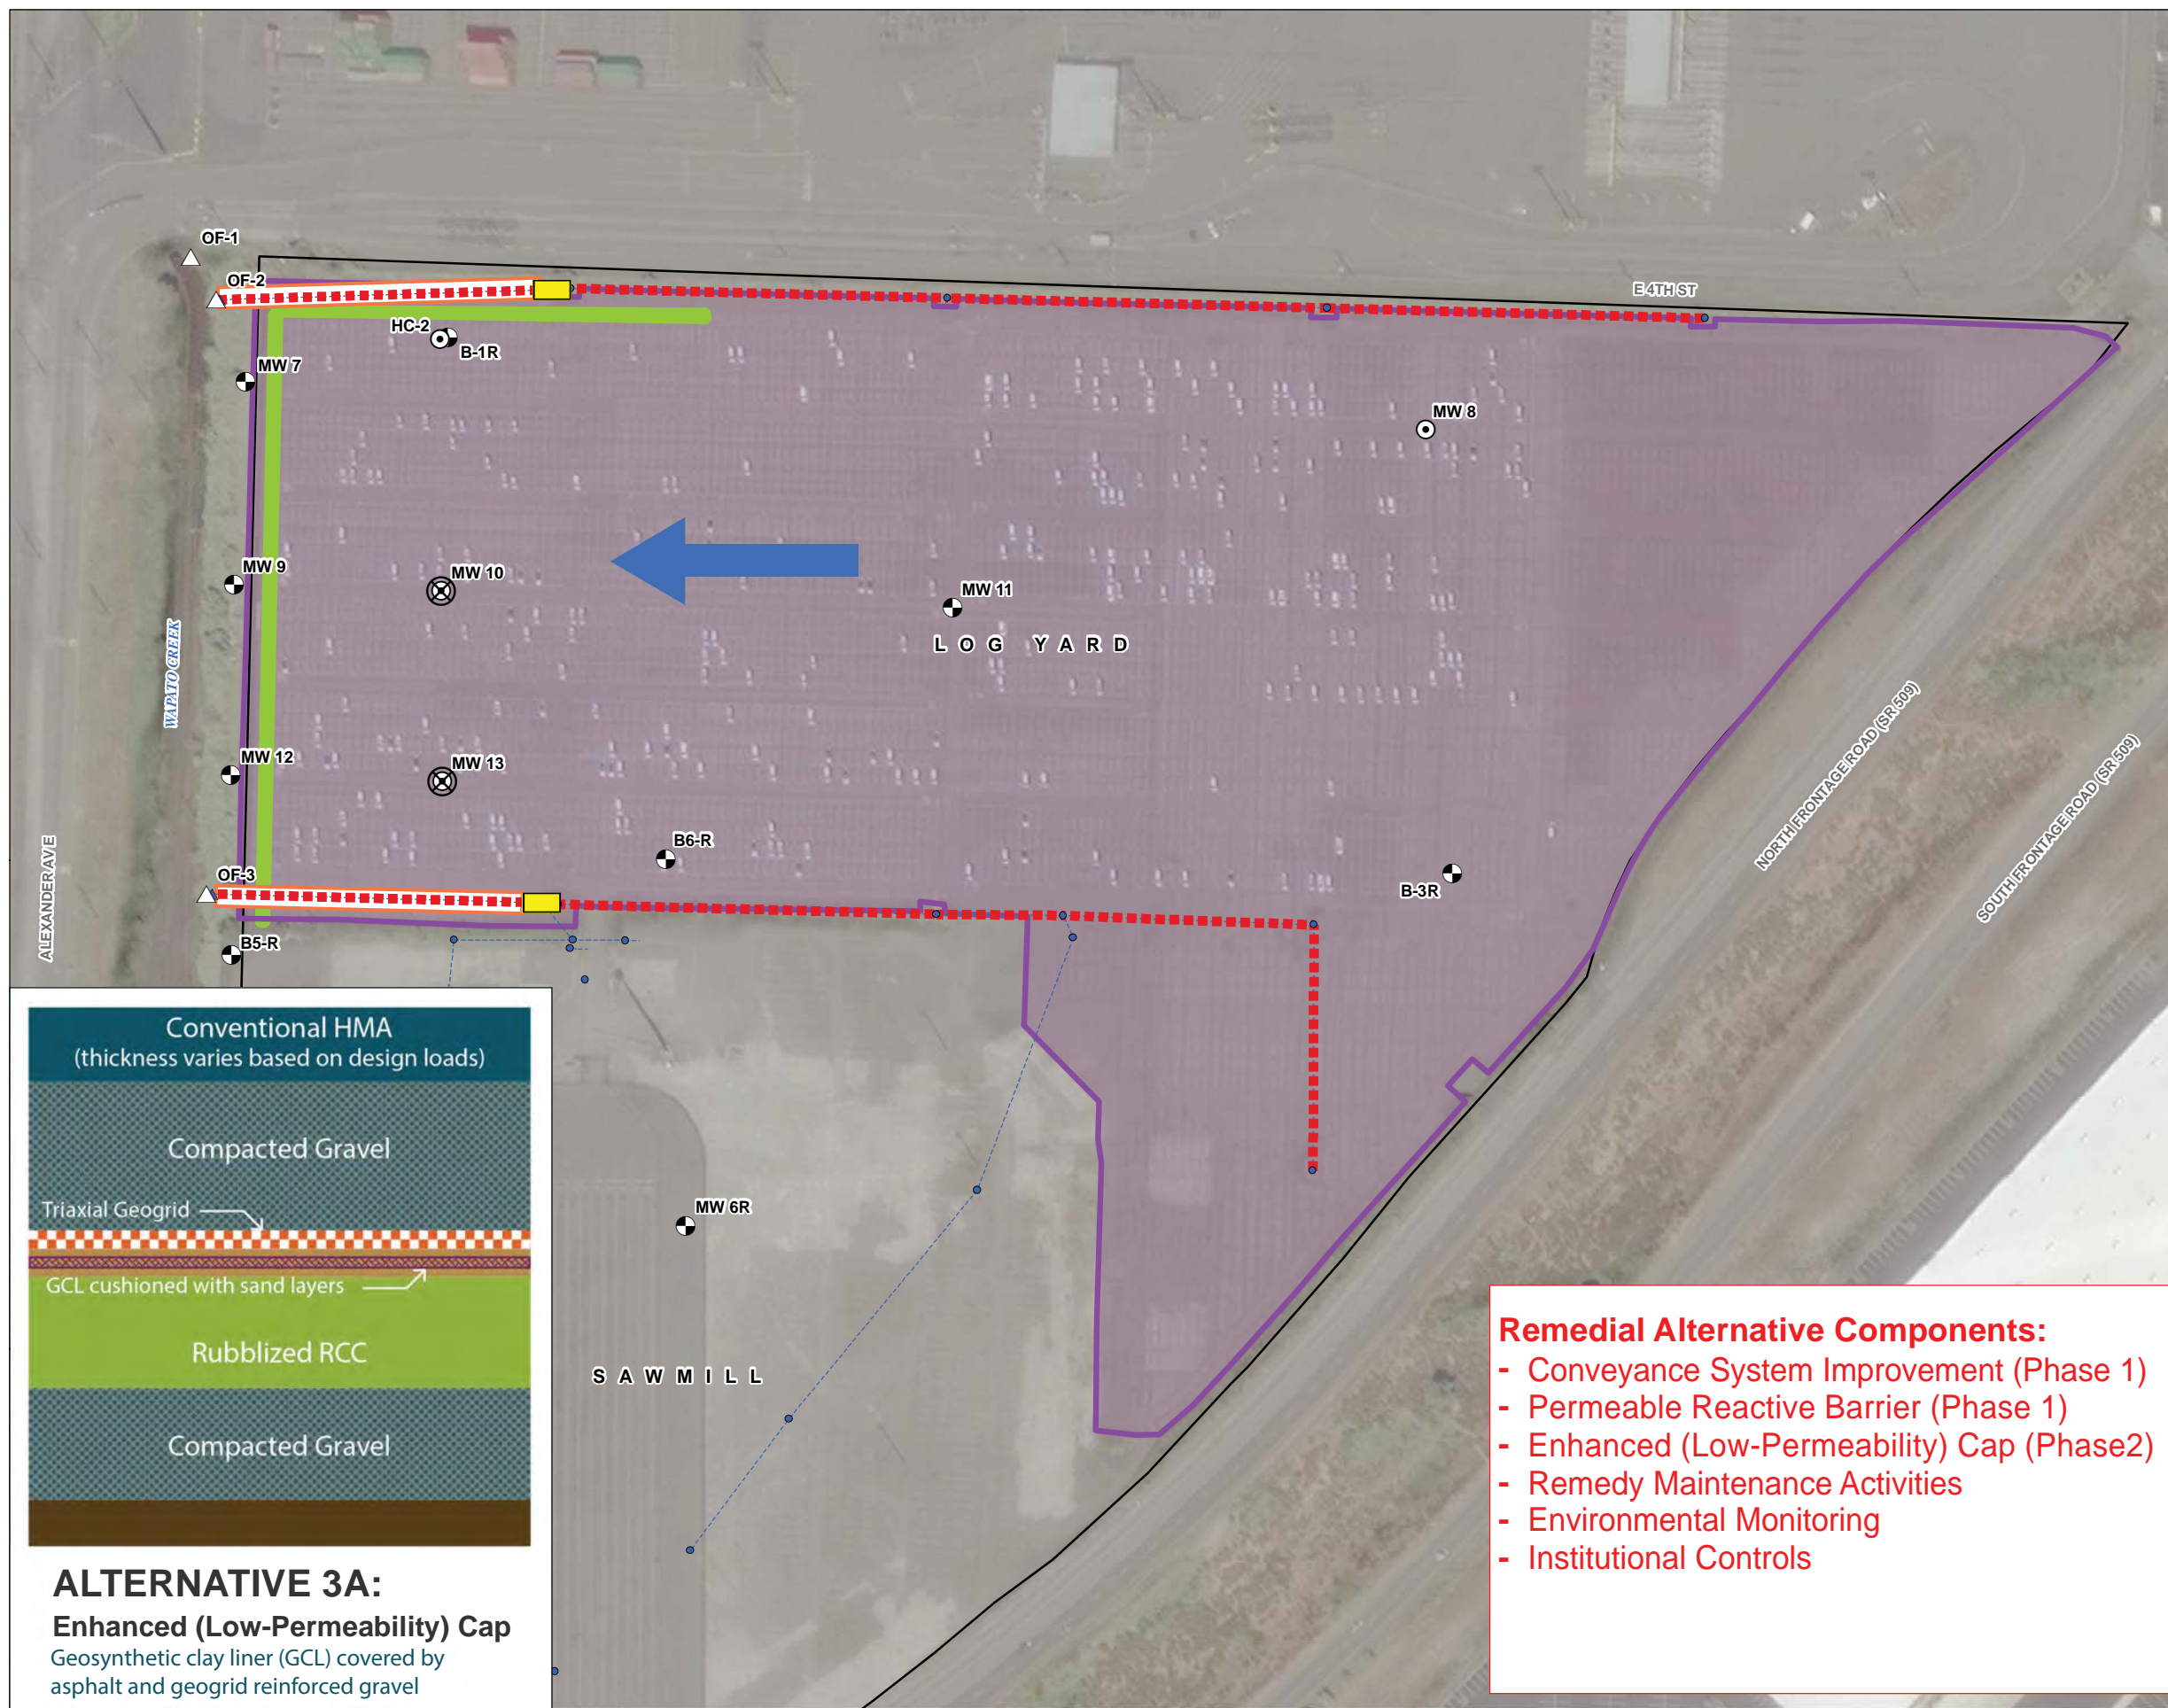 OF-1
OF-2
E 4TH ST
HC-2
B-1R
MW 7
MW 8
MW 9
MW 10
MW 11
LOG YARD
WAPATO CREEK
MW 12
MW 13
B6-R
B-3R
OF-3
ALEXANDER AVE
B5-R
NORTH FRONTAGE ROAD (SR 509)
SOUTH FRONTAGE ROAD (SR 509)
MW 6R
SAWMILL
Conventional HMA
(thickness varies based on design loads)
Compacted Gravel
Triaxial Geogrid
GCL cushioned with sand layers
Rubblized RCC
Compacted Gravel
ALTERNATIVE 3A:
Enhanced (Low-Permeability) Cap
Geosynthetic clay liner (GCL) covered by
asphalt and geogrid reinforced gravel
Remedial Alternative Components:
- Conveyance System Improvement (Phase 1)
- Permeable Reactive Barrier (Phase 1)
- Enhanced (Low-Permeability) Cap (Phase2)
- Remedy Maintenance Activities
- Environmental Monitoring
- Institutional Controls